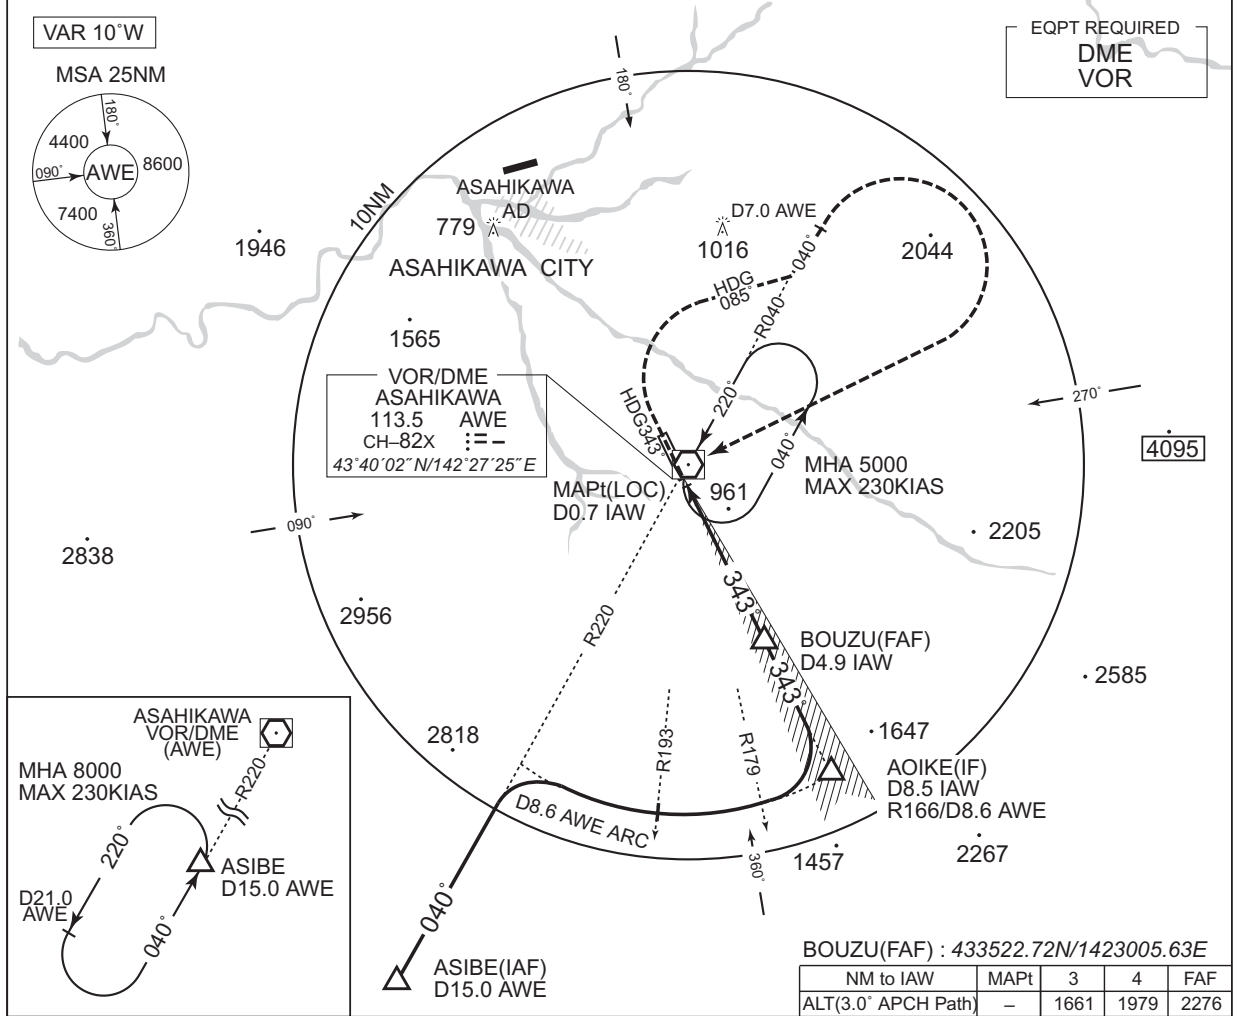 VAR 10˚W
MSA 25NM
180˚
4400
8600
090˚
AWE
7400
360˚
EQPT REQUIRED
DME
VOR
180˚
10NM
ASAHIKAWA
AD
779
ASAHIKAWA CITY
1946
1565
D7.0 AWE
1016
040˚
2044
HDG
085˚
R040
220˚
040˚
HDG343˚
VOR/DME
ASAHIKAWA
113.5 AWE
CH–82X
43˚40´02˝N/142˚27´25˝E
MAPt(LOC)
D0.7 IAW
961
MHA 5000
MAX 230KIAS
270˚
4095
2205
090˚
2838
2956
R220
343˚
BOUZU(FAF)
D4.9 IAW
343˚
2585
2818
R193
R179
1647
AOIKE(IF)
D8.5 IAW
R166/D8.6 AWE
D8.6 AWE ARC
1457
2267
360˚
040˚
ASIBE(IAF)
D15.0 AWE
ASAHIKAWA
VOR/DME
(AWE)
MHA 8000
MAX 230KIAS
R220
220˚
ASIBE
D15.0 AWE
D21.0
AWE
040˚
BOUZU(FAF) : 433522.72N/1423005.63E
NM to IAW MAPt 3 4 FAF
ALT(3.0˚ APCH Path) – 1661 1979 2276